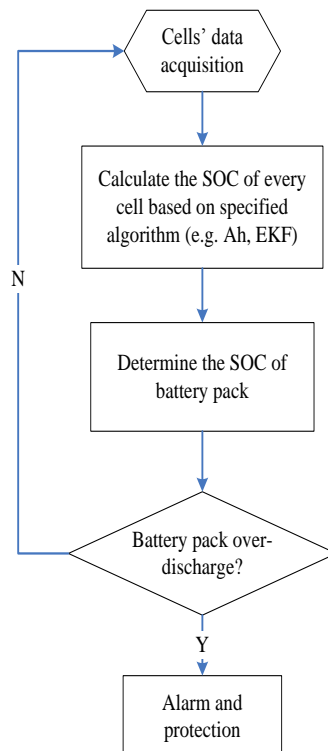 Cells' data
acquisition
Calculate the SOC of every
cell based on specified
algorithm (e.g. Ah, EKF)
N
Determine the SOC of
battery pack
Battery pack over-
discharge?
Y
Alarm and
protection